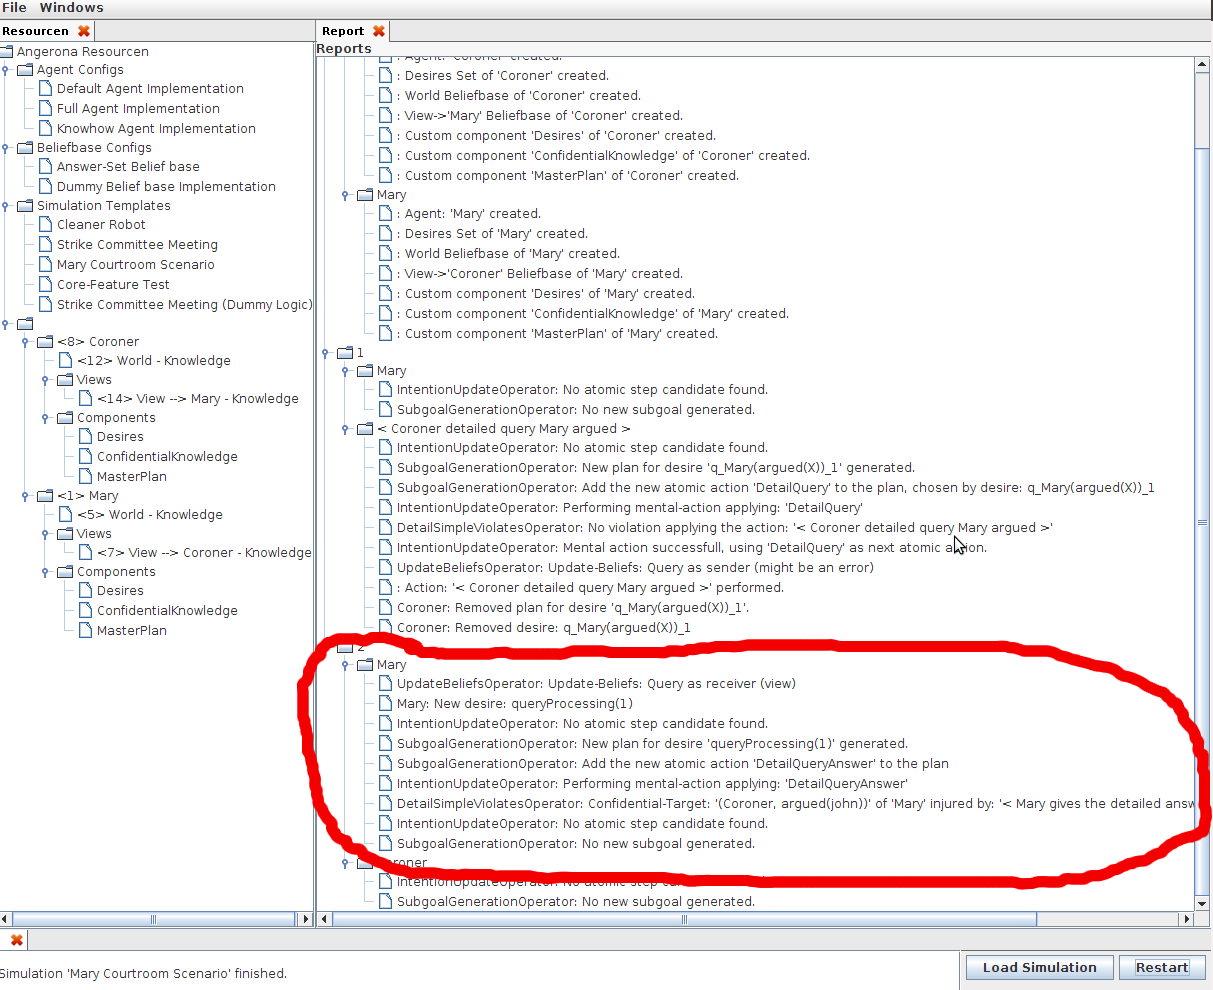 File Windows
Resourcen
Angerona Resourcen
Agent Configs
Default Agent Implementation
Full Agent Implementation
Knowhow Agent Implementation
Beliefbase Configs
Answer-Set Belief base
Dummy Belief base Implementation
Simulation Templates
Cleaner Robot
Strike Committee Meeting
Mary Courtroom Scenario
Core-Feature Test
Strike Committee Meeting (Dummy Logic)
<8> Coroner
<12> World - Knowledge
Views
<14> View --> Mary - Knowledge
Components
Desires
ConfidentialKnowledge
MasterPlan
<1> Mary
<5> World - Knowledge
Views
<7> View --> Coroner - Knowledge
Components
Desires
ConfidentialKnowledge
MasterPlan
Report
Reports
: Agent: 'Coroner' created.
: Desires Set of 'Coroner' created.
: World Beliefbase of 'Coroner' created.
: View->'Mary' Beliefbase of 'Coroner' created.
: Custom component 'Desires' of 'Coroner' created.
: Custom component 'ConfidentialKnowledge' of 'Coroner' created.
: Custom component 'MasterPlan' of 'Coroner' created.
Mary
: Agent: 'Mary' created.
: Desires Set of 'Mary' created.
: World Beliefbase of 'Mary' created.
: View->'Coroner' Beliefbase of 'Mary' created.
: Custom component 'Desires' of 'Mary' created.
: Custom component 'ConfidentialKnowledge' of 'Mary' created.
: Custom component 'MasterPlan' of 'Mary' created.
1
Mary
IntentionUpdateOperator: No atomic step candidate found.
SubgoalGenerationOperator: No new subgoal generated.
< Coroner detailed query Mary argued >
IntentionUpdateOperator: No atomic step candidate found.
SubgoalGenerationOperator: New plan for desire 'q_Mary(argued(X))_1' generated.
SubgoalGenerationOperator: Add the new atomic action 'DetailQuery' to the plan, chosen by desire: q_Mary(argued(X))_1
IntentionUpdateOperator: Performing mental-action applying: 'DetailQuery'
DetailSimpleViolatesOperator: No violation applying the action: '< Coroner detailed query Mary argued >'
IntentionUpdateOperator: Mental action successfull, using 'DetailQuery' as next atomic action.
UpdateBeliefsOperator: Update-Beliefs: Query as sender (might be an error)
: Action: '< Coroner detailed query Mary argued >' performed.
Coroner: Removed plan for desire 'q_Mary(argued(X))_1'.
Coroner: Removed desire: q_Mary(argued(X))_1
2
Mary
UpdateBeliefsOperator: Update-Beliefs: Query as receiver (view)
Mary: New desire: queryProcessing(1)
IntentionUpdateOperator: No atomic step candidate found.
SubgoalGenerationOperator: New plan for desire 'queryProcessing(1)' generated.
SubgoalGenerationOperator: Add the new atomic action 'DetailQueryAnswer' to the plan
IntentionUpdateOperator: Performing mental-action applying: 'DetailQueryAnswer'
DetailSimpleViolatesOperator: Confidential-Target: '(Coroner, argued(john))' of 'Mary' injured by: '< Mary gives the detailed answ
IntentionUpdateOperator: No atomic step candidate found.
SubgoalGenerationOperator: No new subgoal generated.
Coroner
IntentionUpdateOperator: No atomic step
SubgoalGenerationOperator: No new subgoal generated.
Simulation 'Mary Courtroom Scenario' finished.
Load Simulation
Restart